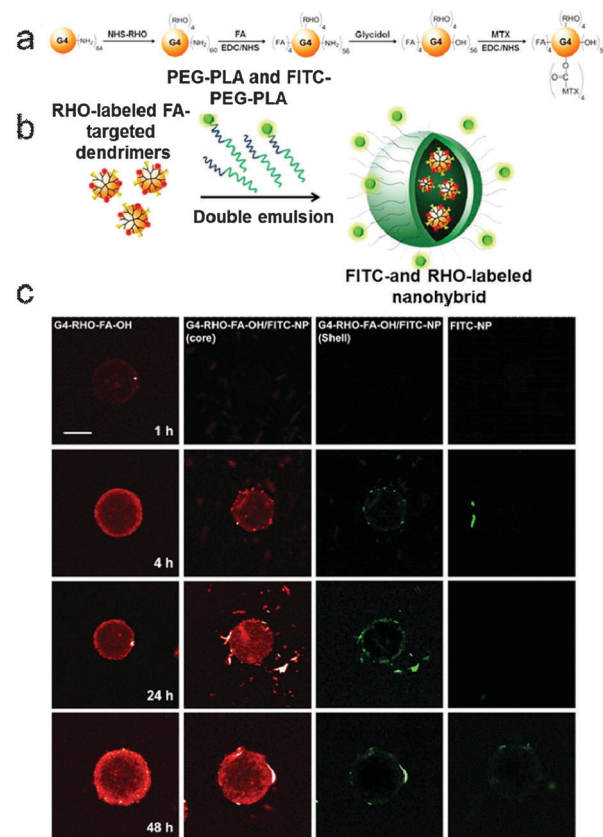 a
G4 NH₂)₆₄
NHS-RHO
RHO)₄
G4 NH₂)₆₀
FA
EDC/NHS
RHO)₄
FA)₄ G4 NH₂)₅₆
Glycidol
RHO)₄
FA)₄ G4 OH)₅₆
MTX
EDC/NHS
RHO)₄
FA)₄ G4 OH)
O
O=C
MTX)₄
b
RHO-labeled FA-
targeted
dendrimers
PEG-PLA and FITC-
PEG-PLA
Double emulsion
FITC-and RHO-labeled
nanohybrid
c
G4-RHO-FA-OH
G4-RHO-FA-OH/FITC-NP
(core)
G4-RHO-FA-OH/FITC-NP
(Shell)
FITC-NP
1 h
4 h
24 h
48 h